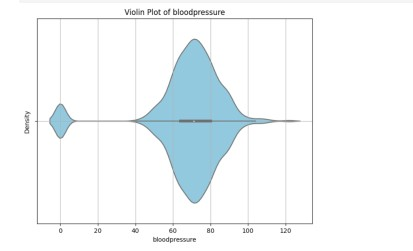 Violin Plot of bloodpressure
Density
0 20 40 60 80 100 120
bloodpressure